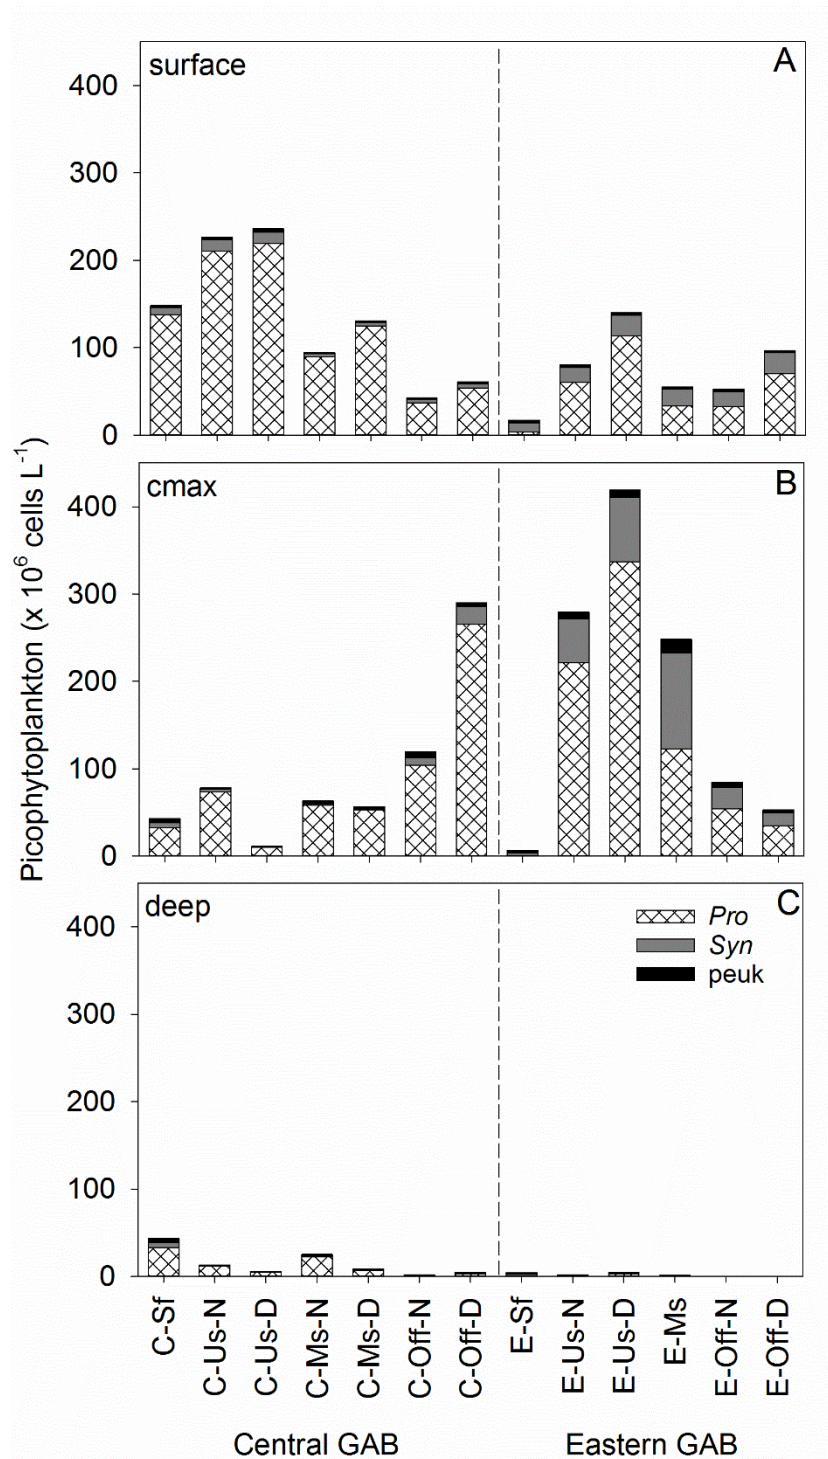 surface
A
400
300
200
100
0
cmax
B
400
300
200
100
0
Picophytoplankton (x 10⁶ cells L⁻¹)
deep
C
Pro
Syn
peuk
400
300
200
100
0
C-Sf
C-Us-N
C-Us-D
C-Ms-N
C-Ms-D
C-Off-N
C-Off-D
E-Sf
E-Us-N
E-Us-D
E-Ms
E-Off-N
E-Off-D
Central GAB
Eastern GAB